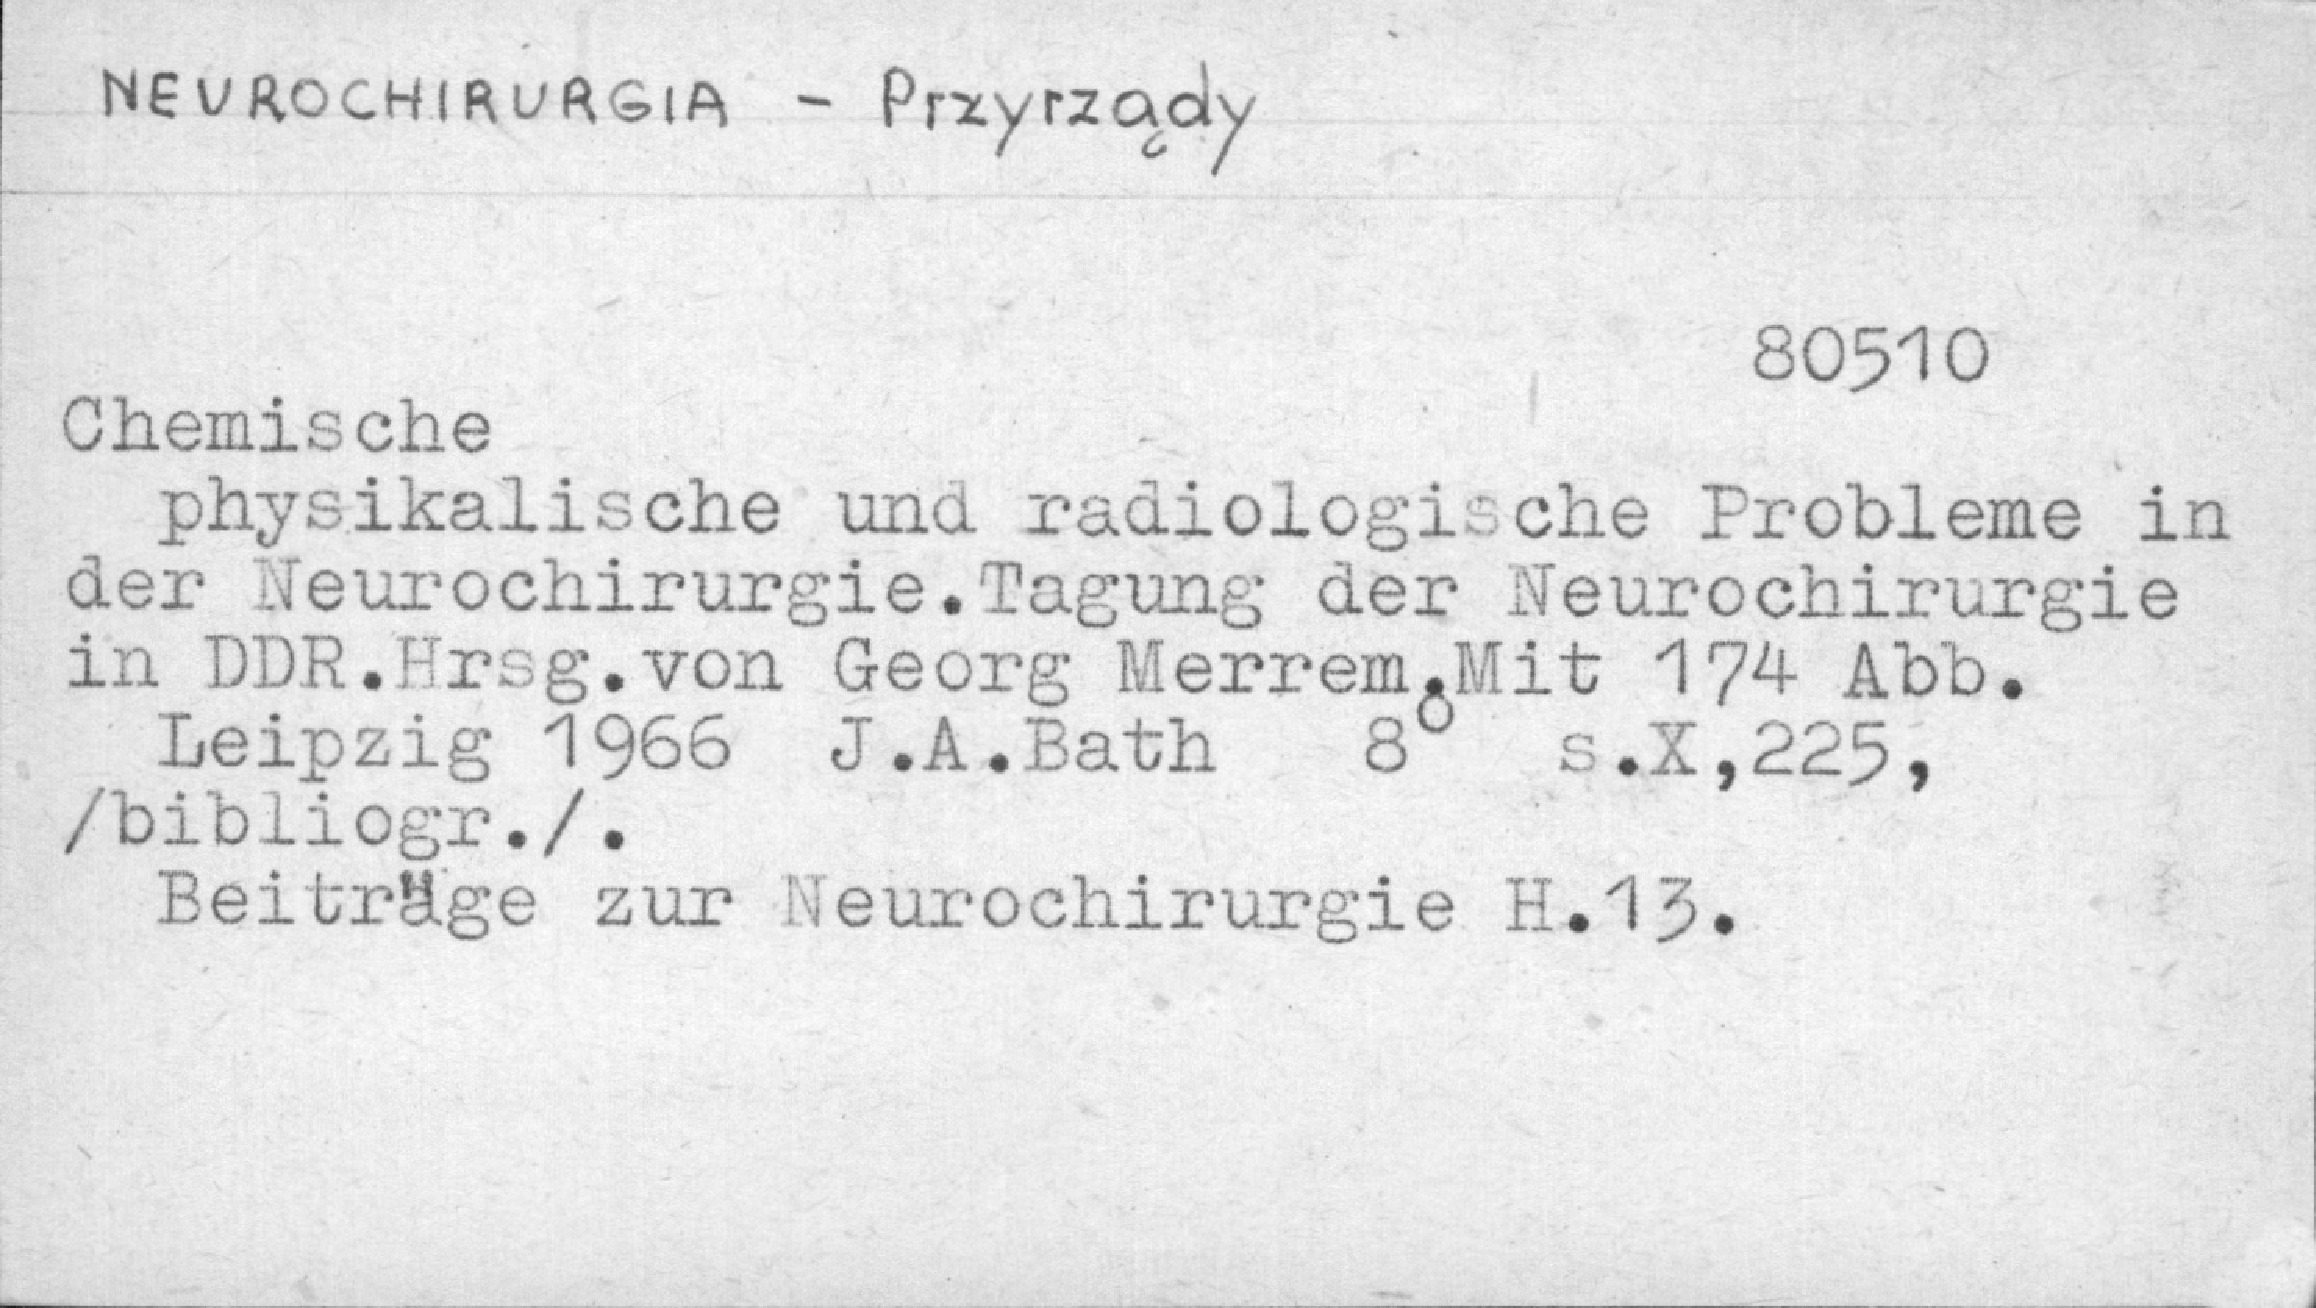 NEUROCHIRURGIA - Przyrządy
80510
Chemische
physikalische und radiologische Probleme in
der Neurochirurgie.Tagung der Neurochirurgie
in DDR.Hrsg.von Georg Merrem.Mit 174 Abb.
Leipzig 1966 J.A.Bath 8° s.X,225,
/bibliogr./.
Beiträge zur Neurochirurgie H.13.